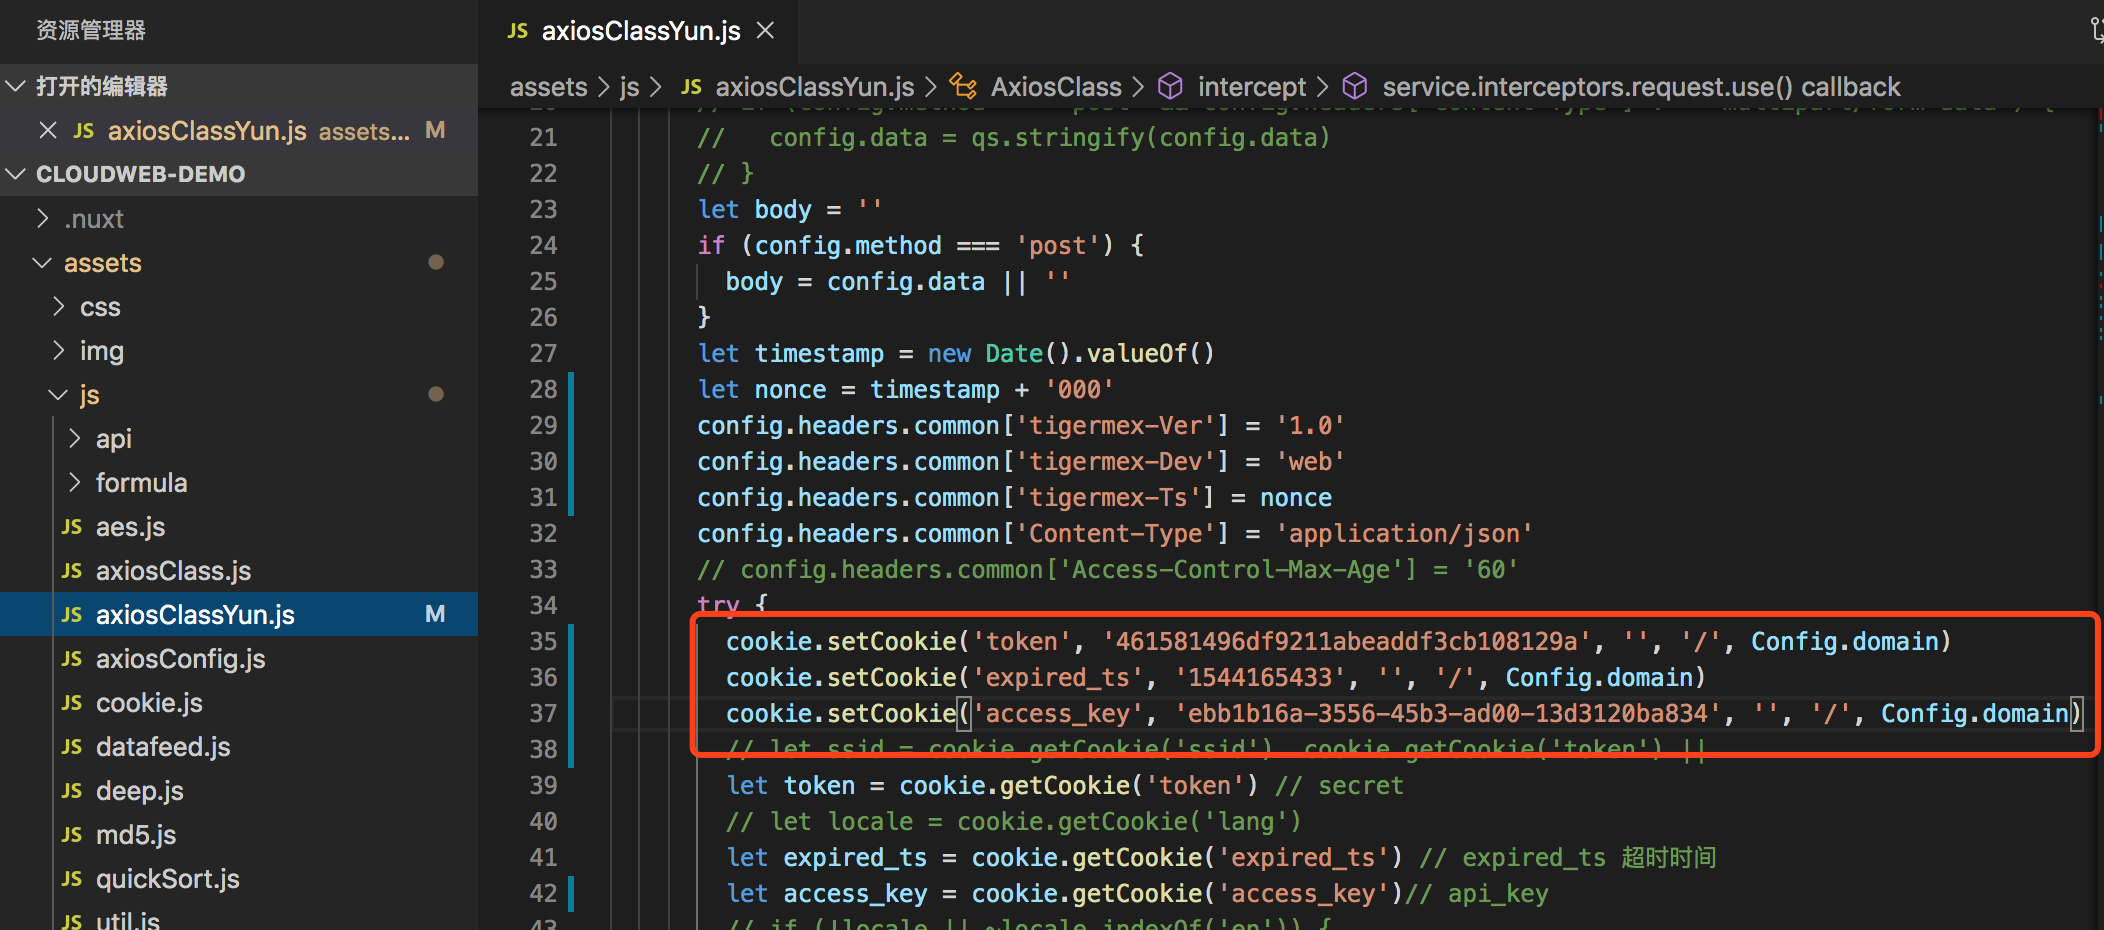 资源管理器
打开的编辑器
JS axiosClassYun.js assets... M
CLOUDWEB-DEMO
.nuxt
assets
css
img
js
api
formula
JS aes.js
JS axiosClass.js
JS axiosClassYun.js M
JS axiosConfig.js
JS cookie.js
JS datafeed.js
JS deep.js
JS md5.js
JS quickSort.js
JS util.js
JS axiosClassYun.js
assets > js > JS axiosClassYun.js > AxiosClass > intercept > service.interceptors.request.use() callback
21 //   config.data = qs.stringify(config.data)
22 // }
23 let body = ''
24 if (config.method === 'post') {
25   body = config.data || ''
26 }
27 let timestamp = new Date().valueOf()
28 let nonce = timestamp + '000'
29 config.headers.common['tigermex-Ver'] = '1.0'
30 config.headers.common['tigermex-Dev'] = 'web'
31 config.headers.common['tigermex-Ts'] = nonce
32 config.headers.common['Content-Type'] = 'application/json'
33 // config.headers.common['Access-Control-Max-Age'] = '60'
34 try {
35   cookie.setCookie('token', '461581496df9211abeaddf3cb108129a', '', '/', Config.domain)
36   cookie.setCookie('expired_ts', '1544165433', '', '/', Config.domain)
37   cookie.setCookie('access_key', 'ebb1b16a-3556-45b3-ad00-13d3120ba834', '', '/', Config.domain)
38   // let ssid = cookie.getCookie('ssid') cookie.getCookie('token') ||
39   let token = cookie.getCookie('token') // secret
40   // let locale = cookie.getCookie('lang')
41   let expired_ts = cookie.getCookie('expired_ts') // expired_ts 超时时间
42   let access_key = cookie.getCookie('access_key')// api_key
43   // if (!locale || ~locale.indexOf('en')) {